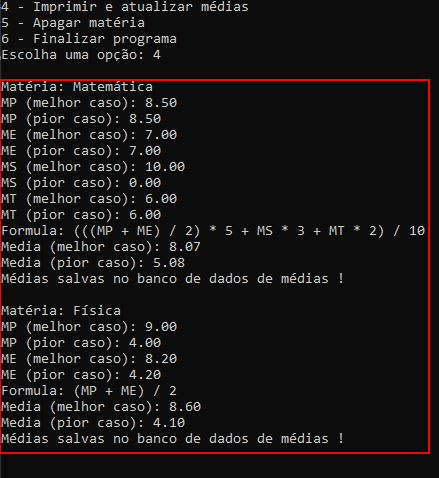 4 - Imprimir e atualizar médias
5 - Apagar matéria
6 - Finalizar programa
Escolha uma opção: 4
Matéria: Matemática
MP (melhor caso): 8.50
MP (pior caso): 8.50
ME (melhor caso): 7.00
ME (pior caso): 7.00
MS (melhor caso): 10.00
MS (pior caso): 0.00
MT (melhor caso): 6.00
MT (pior caso): 6.00
Formula: (((MP + ME) / 2) * 5 + MS * 3 + MT * 2) / 10
Media (melhor caso): 8.07
Media (pior caso): 5.08
Médias salvas no banco de dados de médias !
Matéria: Física
MP (melhor caso): 9.00
MP (pior caso): 4.00
ME (melhor caso): 8.20
ME (pior caso): 4.20
Formula: (MP + ME) / 2
Media (melhor caso): 8.60
Media (pior caso): 4.10
Médias salvas no banco de dados de médias !